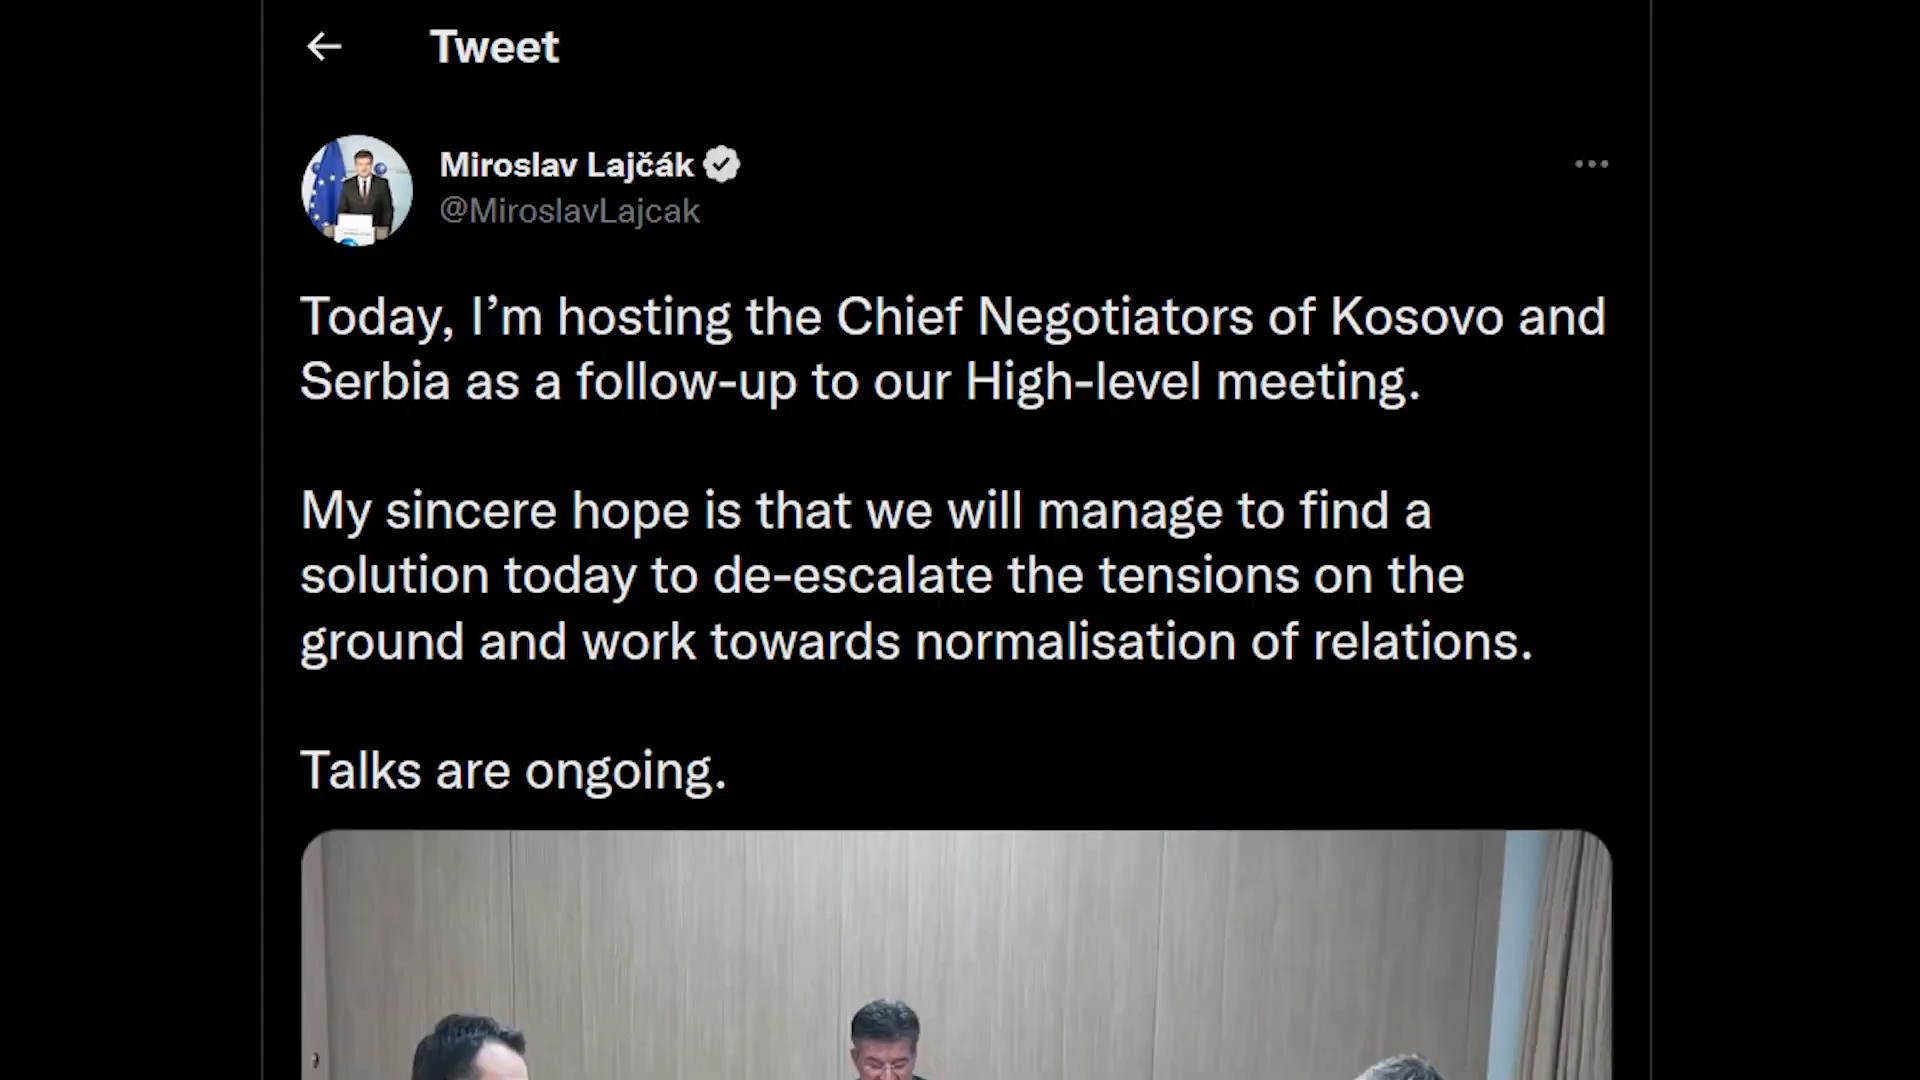 Tweet
Miroslav Lajčák
@MiroslavLajcak
Today, I’m hosting the Chief Negotiators of Kosovo and
Serbia as a follow-up to our High-level meeting.
My sincere hope is that we will manage to find a
solution today to de-escalate the tensions on the
ground and work towards normalisation of relations.
Talks are ongoing.